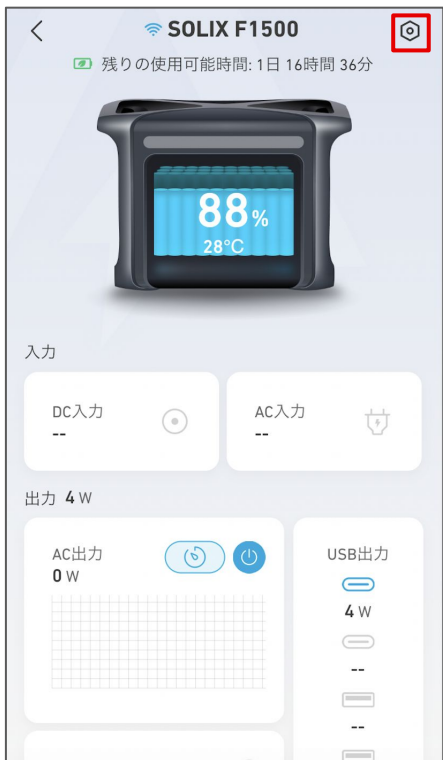 SOLIX F1500
残りの使用可能時間: 1日 16時間 36分
88%
28℃
入力
DC入力
--
AC入力
--
出力 4 W
AC出力
0 W
USB出力
4 W
--
--